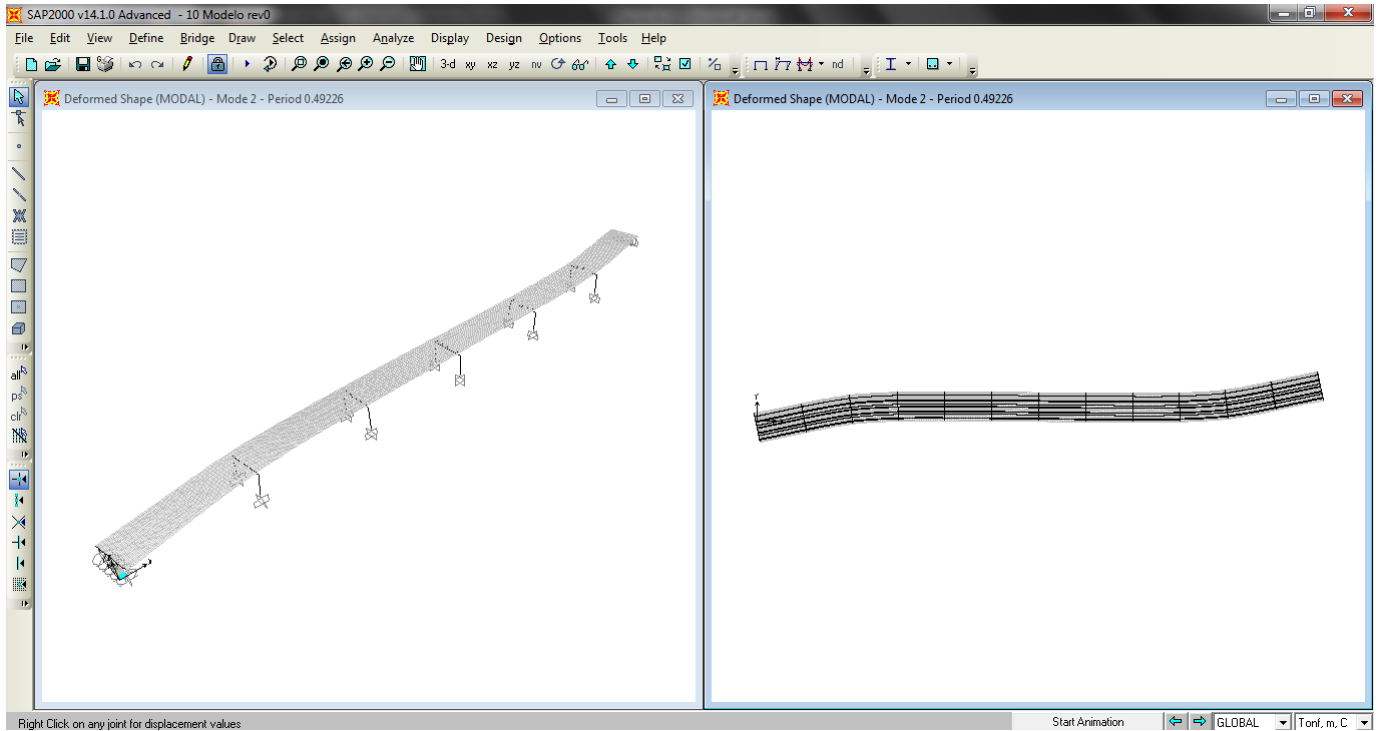 SAP2000 v14.1.0 Advanced - 10 Modelo rev0
File Edit View Define Bridge Draw Select Assign Analyze Display Design Options Tools Help
3-d xy xz yz nv nd
Deformed Shape (MODAL) - Mode 2 - Period 0.49226
Deformed Shape (MODAL) - Mode 2 - Period 0.49226
all
ps
clr
Y
Right Click on any joint for displacement values
Start Animation
GLOBAL
Tonf, m, C